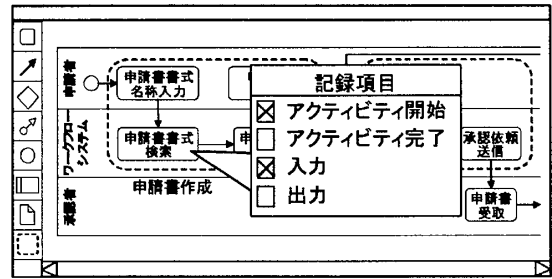 申請者
申請書書式
名称入力
ワークフロー
システム
申請書書式
検索
申請書作成
承認者
記録項目
アクティビティ開始
アクティビティ完了
入力
出力
承認依頼
送信
申請書
受取